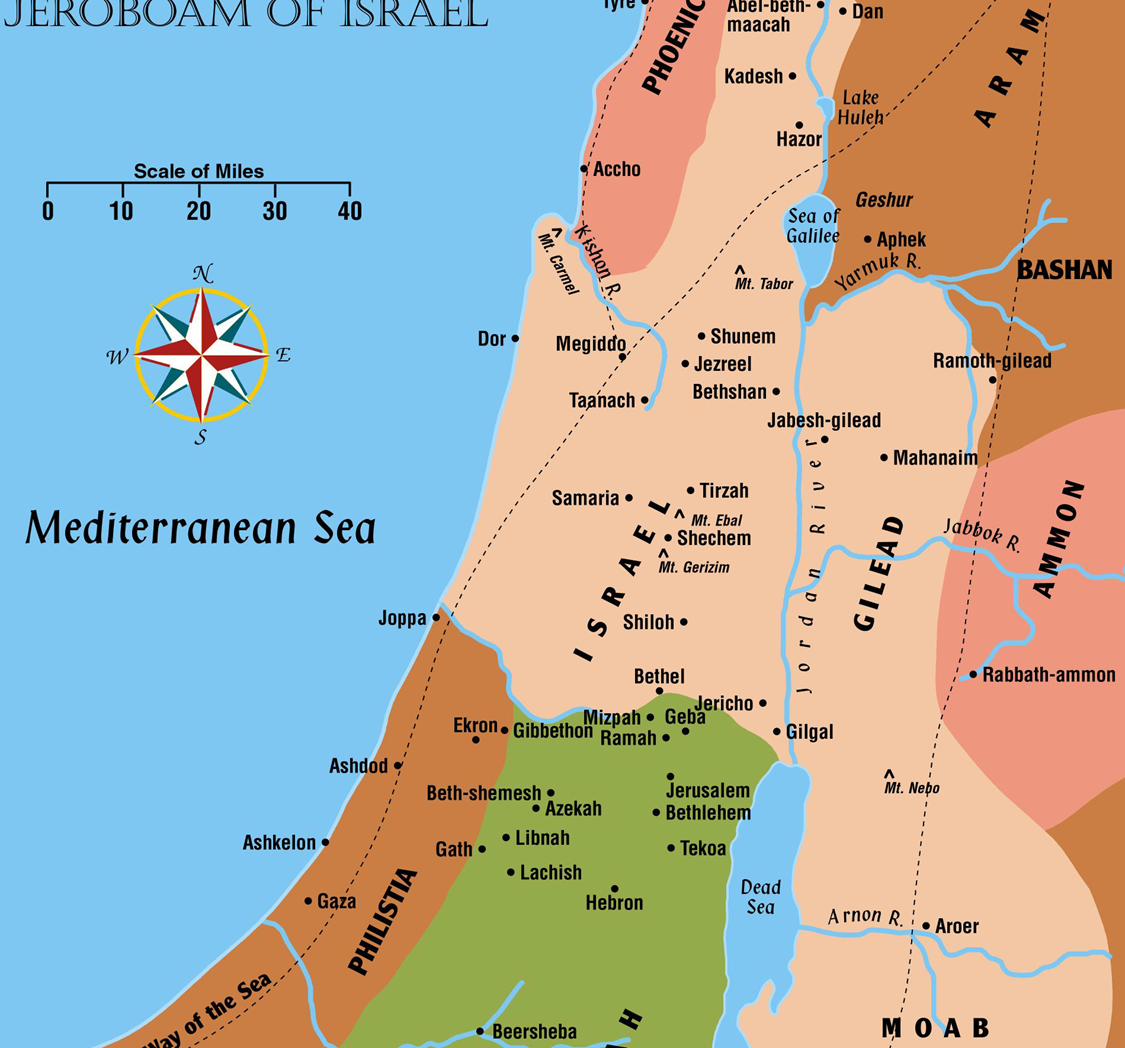 JEROBOAM OF ISRAEL
Tyre
Abel-beth-
maacah
Dan
PHOENIC
ARAM
Kadesh
Lake
Huleh
Hazor
Scale of Miles
0 10 20 30 40
Accho
Geshur
Sea of
Galilee
Aphek
Kishon R.
Mt. Carmel
Yarmuk R.
BASHAN
Mt. Tabor
N
W E
S
Dor
Megiddo
Shunem
Jezreel
Ramoth-gilead
Bethshan
Taanach
Jabesh-gilead
Mahanaim
Samaria
Tirzah
Mt. Ebal
Shechem
Mt. Gerizim
Mediterranean Sea
ISRAEL
Jordan River
GILEAD
Jabbok R.
AMMON
Joppa
Shiloh
Rabbath-ammon
Bethel
Jericho
Mizpah
Geba
Ekron
Gibbethon
Ramah
Gilgal
Ashdod
Jerusalem
Mt. Nebo
Beth-shemesh
Azekah
Bethlehem
Ashkelon
Libnah
Gath
Tekoa
Lachish
Hebron
Gaza
PHILISTIA
Dead
Sea
Arnon R.
Aroer
Way of the Sea
Beersheba
H
MOAB